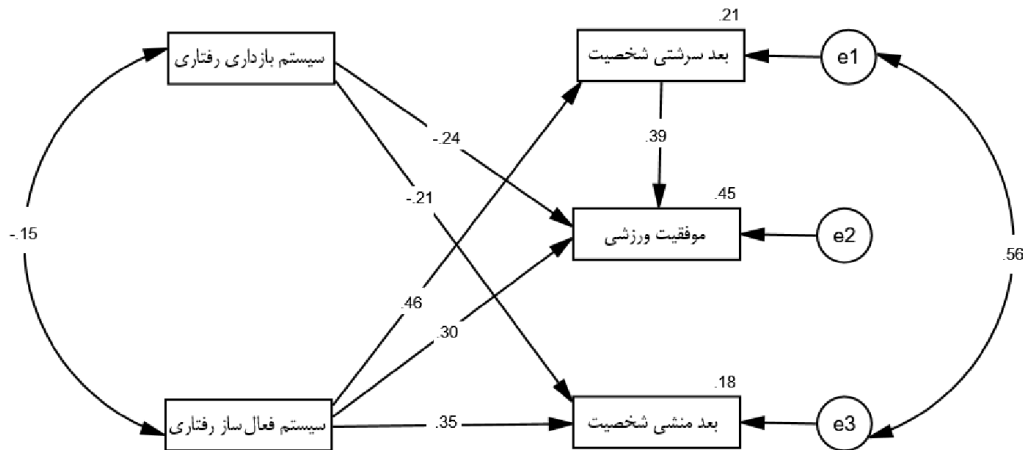 .21
سیستم بازداری رفتاری
بعد سرشتی شخصیت
e1
-.24
.39
-.21
.45
-.15
موفقیت ورزشی
e2
.56
.46
.30
.18
سیستم فعال ساز رفتاری
.35
بعد منشی شخصیت
e3